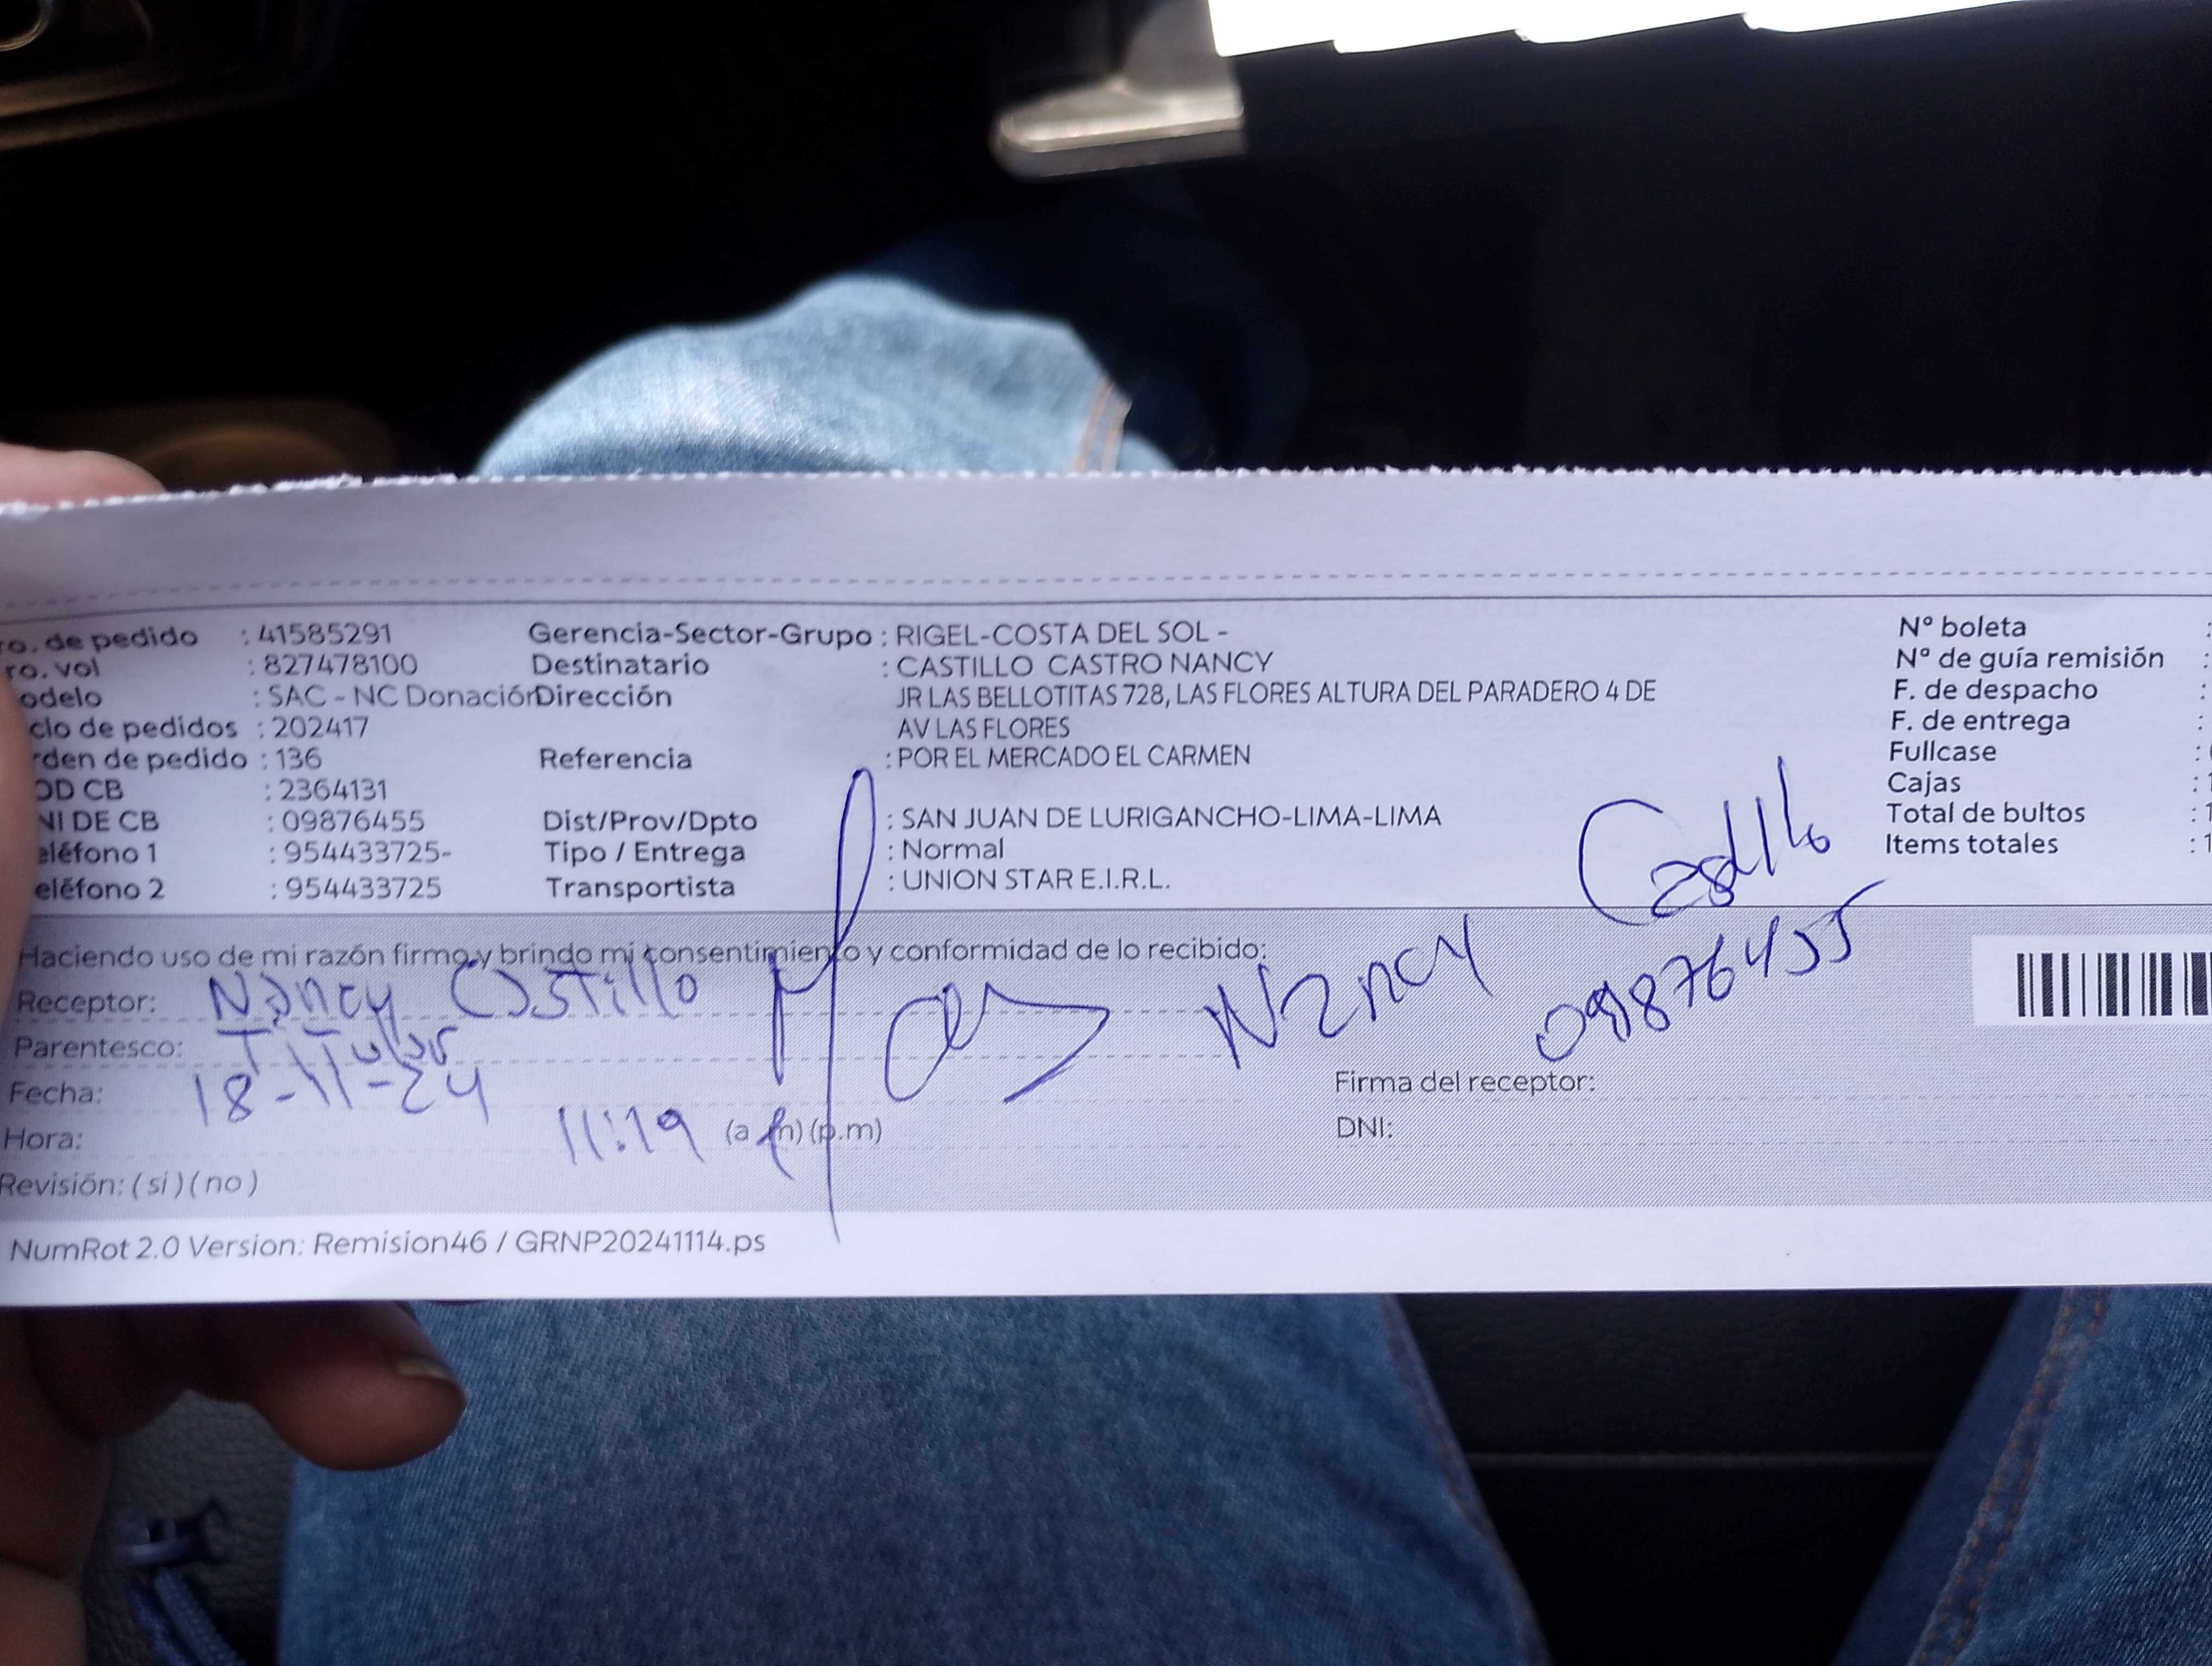 ro. de pedido : 41585291 Gerencia-Sector-Grupo : RIGEL-COSTA DEL SOL - N° boleta :
ro. vol : 827478100 Destinatario : CASTILLO CASTRO NANCY N° de guía remisión :
odelo : SAC - NC Donación Dirección JR LAS BELLOTITAS 728, LAS FLORES ALTURA DEL PARADERO 4 DE F. de despacho :
clo de pedidos : 202417 AV LAS FLORES F. de entrega :
rden de pedido : 136 Referencia : POR EL MERCADO EL CARMEN Fullcase :
OD CB : 2364131 Cajas : 1
NI DE CB : 09876455 Dist/Prov/Dpto : SAN JUAN DE LURIGANCHO-LIMA-LIMA Total de bultos : 1
eléfono 1 : 954433725- Tipo / Entrega : Normal Items totales : 1
eléfono 2 : 954433725 Transportista : UNION STAR E.I.R.L.
Haciendo uso de mi razón firmo y brindo mi consentimiento y conformidad de lo recibido:
Receptor: Nancy Castillo Nancy Castillo
Parentesco: Titular 09876455
Fecha: 18-11-24 Firma del receptor:
Hora: 11:19 (a.m) (p.m) DNI:
Revisión: ( si ) ( no )
NumRot 2.0 Version: Remision46 / GRNP20241114.ps